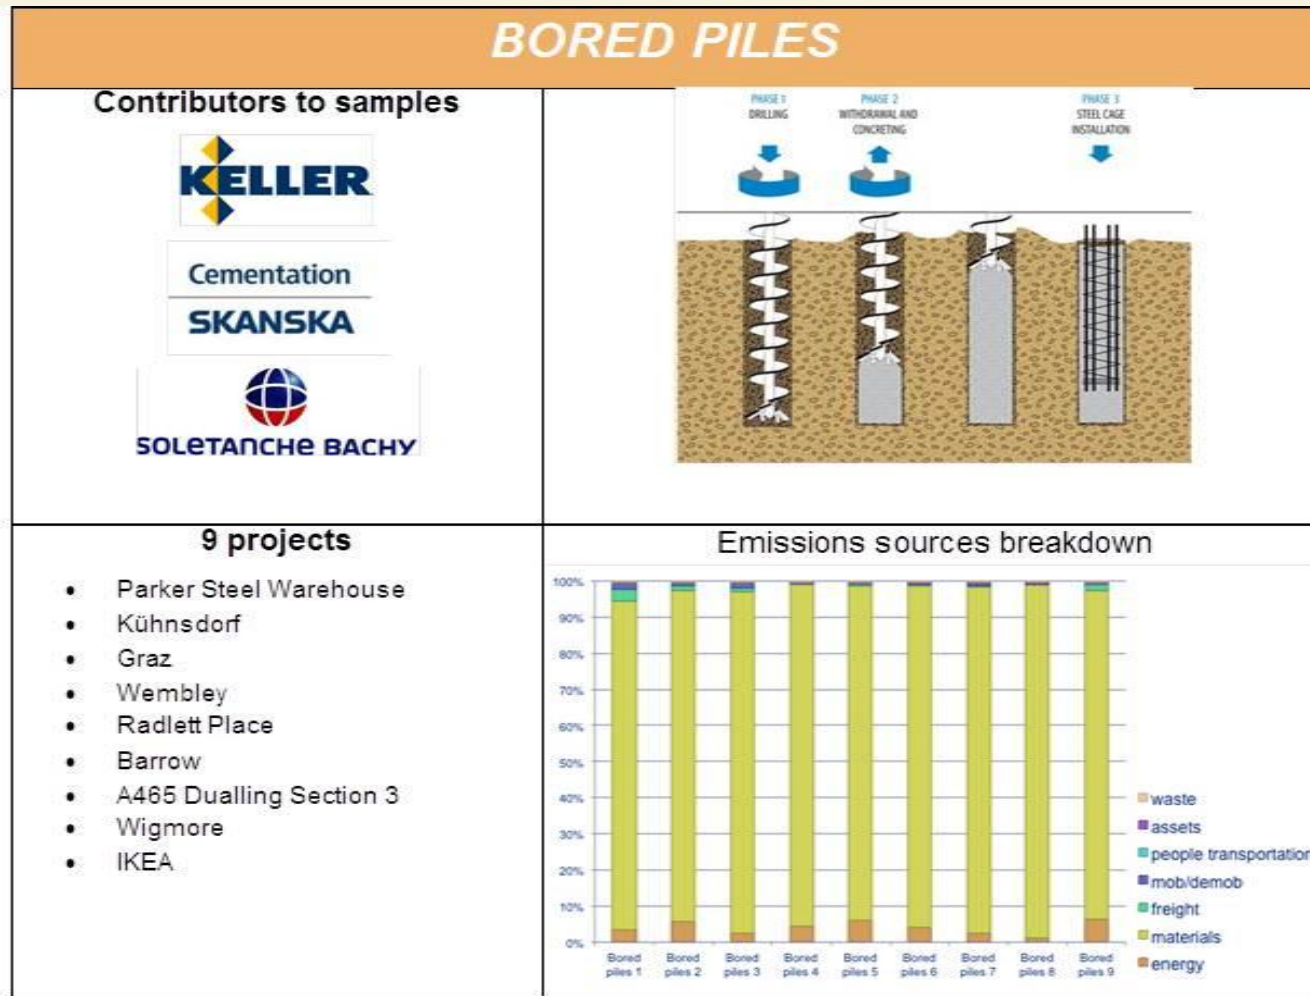 BORED PILES
Contributors to samples
KELLER
Cementation
SKANSKA
SOLETANCHE BACHY
PHASE 1
DRILLING
PHASE 2
WITHDRAWAL AND
CONCRETING
PHASE 3
STEEL CAGE
INSTALLATION
9 projects
• Parker Steel Warehouse
• Kühnsdorf
• Graz
• Wembley
• Radlett Place
• Barrow
• A465 Dualling Section 3
• Wigmore
• IKEA
Emissions sources breakdown
100%
90%
80%
70%
60%
50%
40%
30%
20%
10%
0%
Bored piles 1
Bored piles 2
Bored piles 3
Bored piles 4
Bored piles 5
Bored piles 6
Bored piles 7
Bored piles 8
Bored piles 9
waste
assets
people transportation
mob/demob
freight
materials
energy